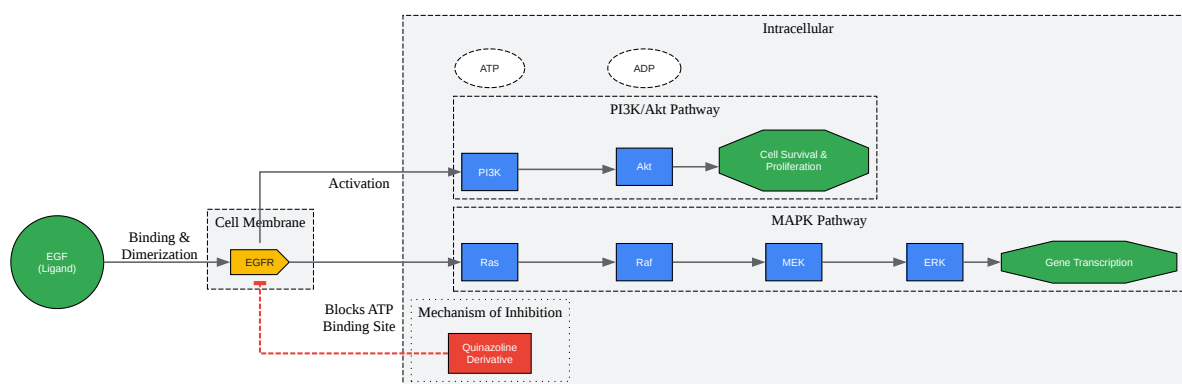 Intracellular
ATP
ADP
PI3K/Akt Pathway
PI3K
Akt
Cell Survival &
Proliferation
Activation
Cell Membrane
MAPK Pathway
EGF
(Ligand)
Binding &
Dimerization
EGFR
Ras
Raf
MEK
ERK
Gene Transcription
Blocks ATP
Binding Site
Mechanism of Inhibition
Quinazoline
Derivative